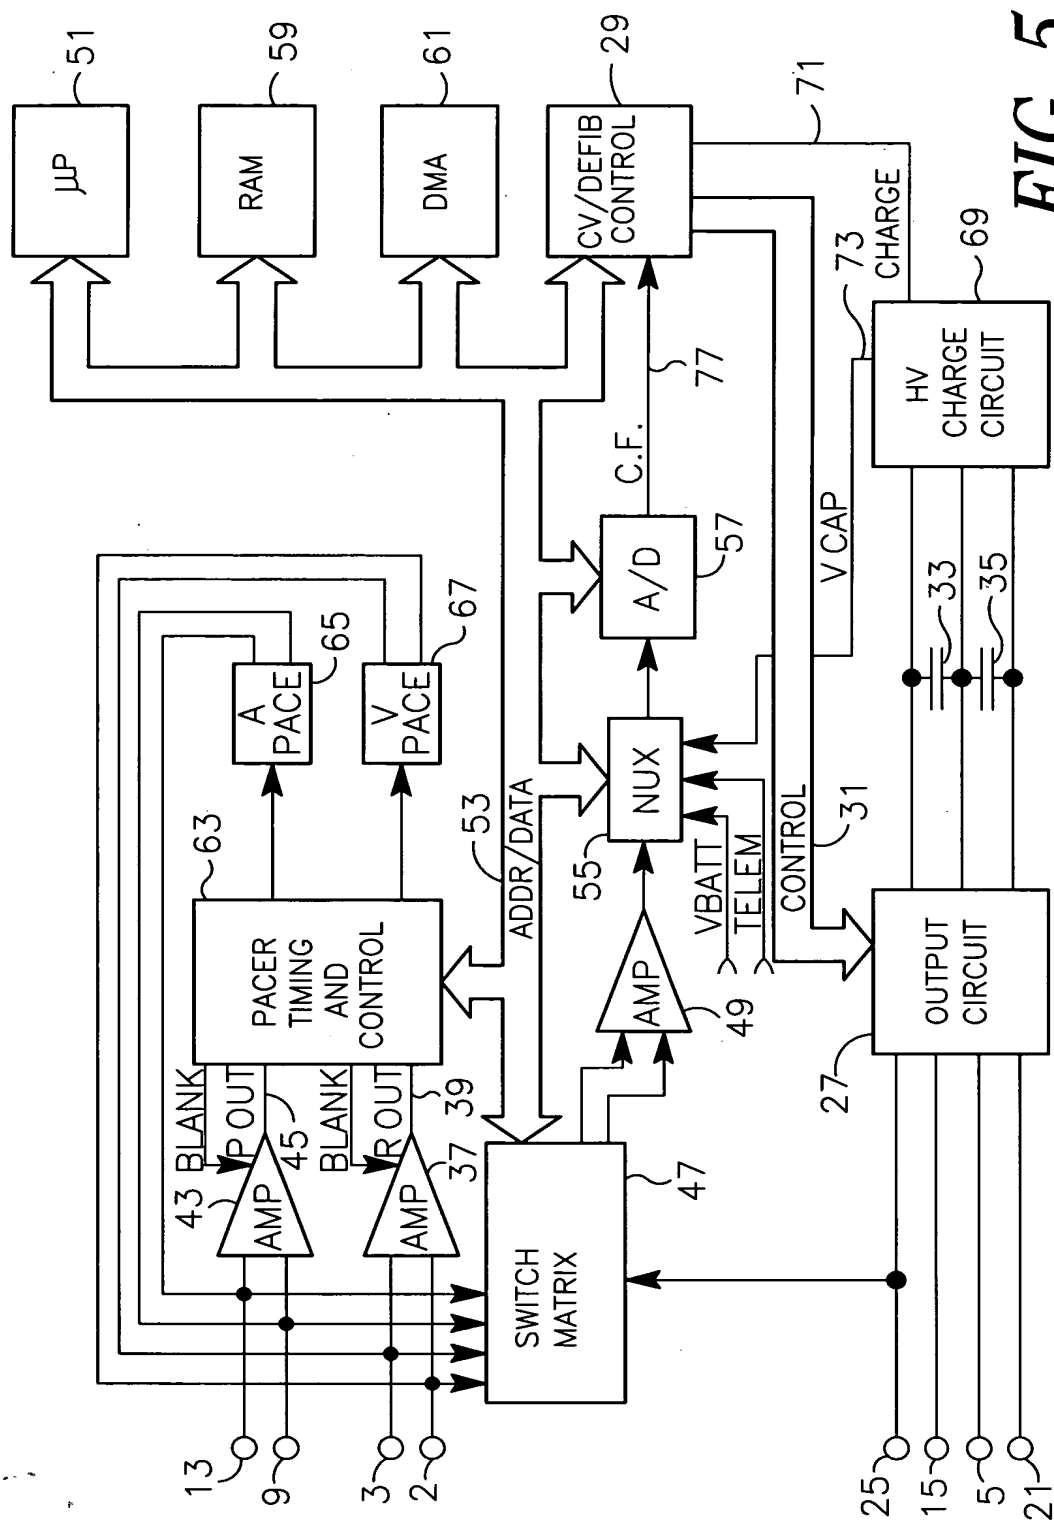 51
µP
59
RAM
61
DMA
29
CV/DEFIB
CONTROL
71
CHARGE
73
69
HV
CHARGE
CIRCUIT
V CAP
77
C.F.
A/D
57
33
35
A
PACE
65
V
PACE
67
63
PACER
TIMING
AND
CONTROL
53
ADDR/DATA
NUX
55
VBATT
TELEM
CONTROL
31
AMP
49
OUTPUT
CIRCUIT
27
BLANK
P OUT
45
43
AMP
BLANK
R OUT
39
37
AMP
SWITCH
MATRIX
47
13
9
3
2
25
15
5
21
FIG. 5